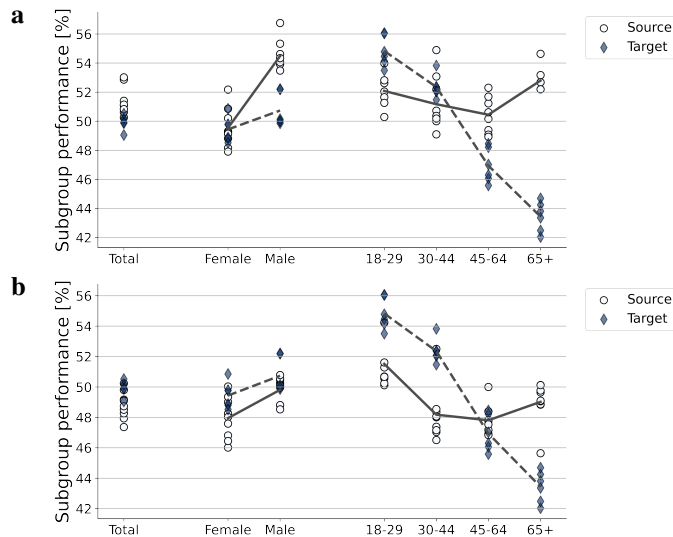 a
Subgroup performance [%]
56
54
52
50
48
46
44
42
Total
Female
Male
18-29
30-44
45-64
65+
Source
Target
b
Subgroup performance [%]
56
54
52
50
48
46
44
42
Total
Female
Male
18-29
30-44
45-64
65+
Source
Target